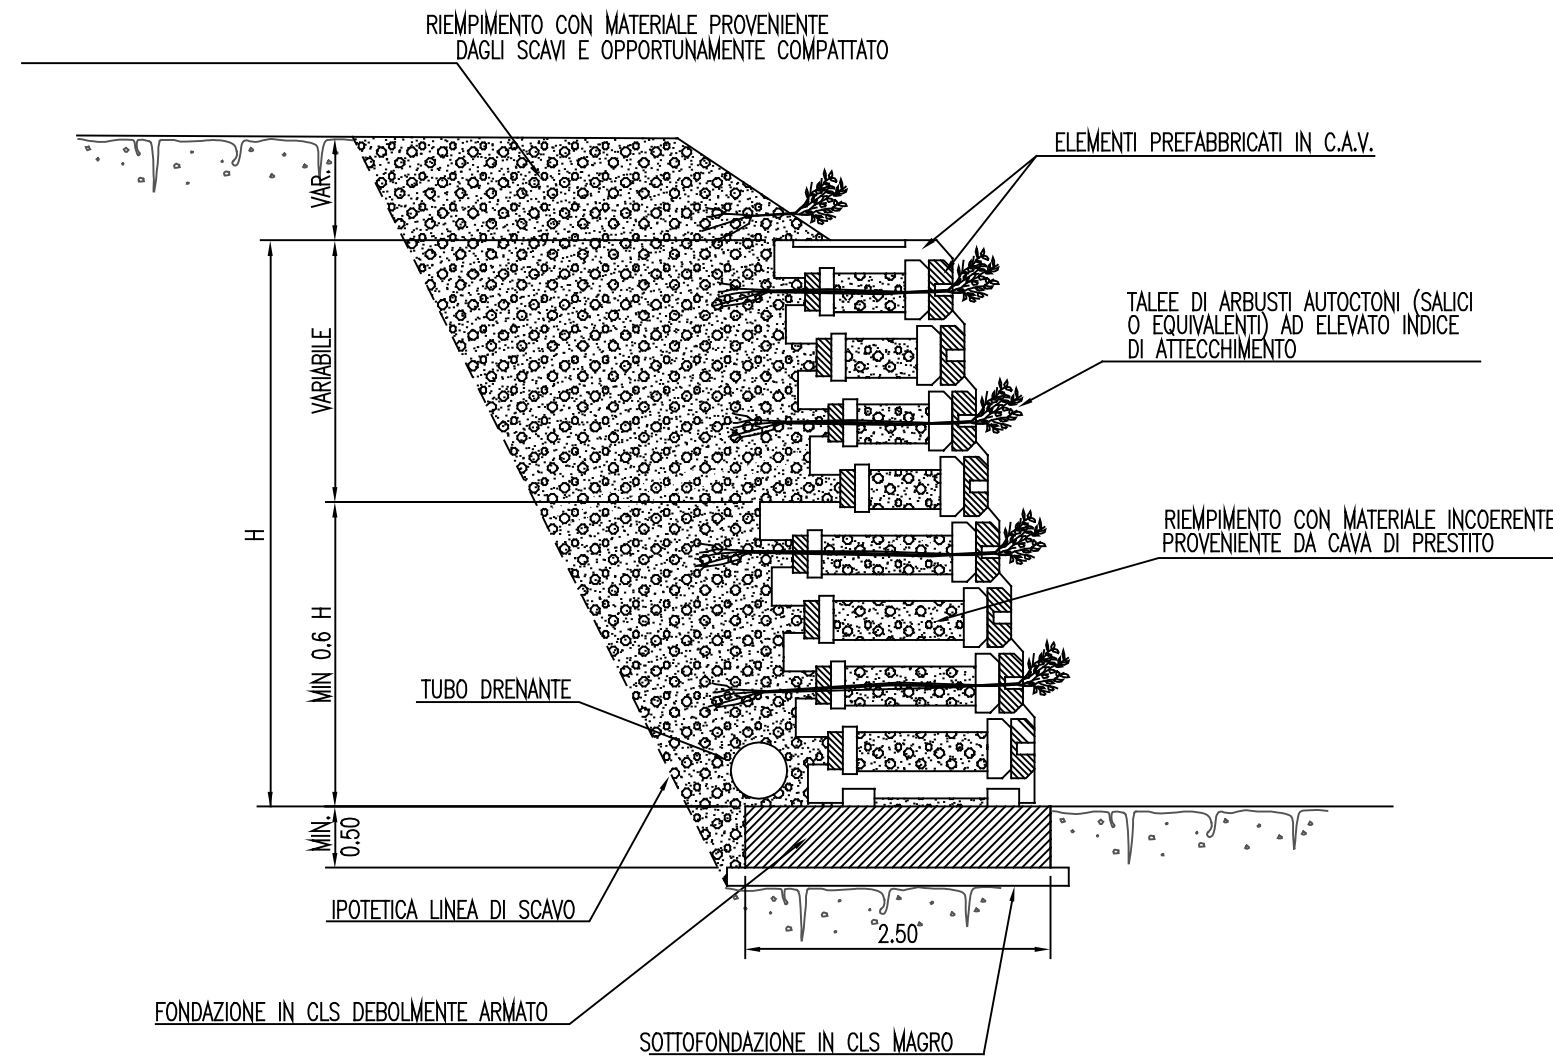 RIEMPIMENTO CON MATERIALE PROVENIENTE
DAGLI SCAVI E OPPORTUNAMENTE COMPATTATO
ELEMENTI PREFABBRICATI IN C.A.V.
VAR.
TALEE DI ARBUSTI AUTOCTONI (SALICI
O EQUIVALENTI) AD ELEVATO INDICE
DI ATTECCHIMENTO
VARIABILE
H
RIEMPIMENTO CON MATERIALE INCOERENTE
PROVENIENTE DA CAVA DI PRESTITO
MIN 0.6 H
TUBO DRENANTE
MIN.
0.50
IPOTETICA LINEA DI SCAVO
2.50
FONDAZIONE IN CLS DEBOLMENTE ARMATO
SOTTOFONDAZIONE IN CLS MAGRO